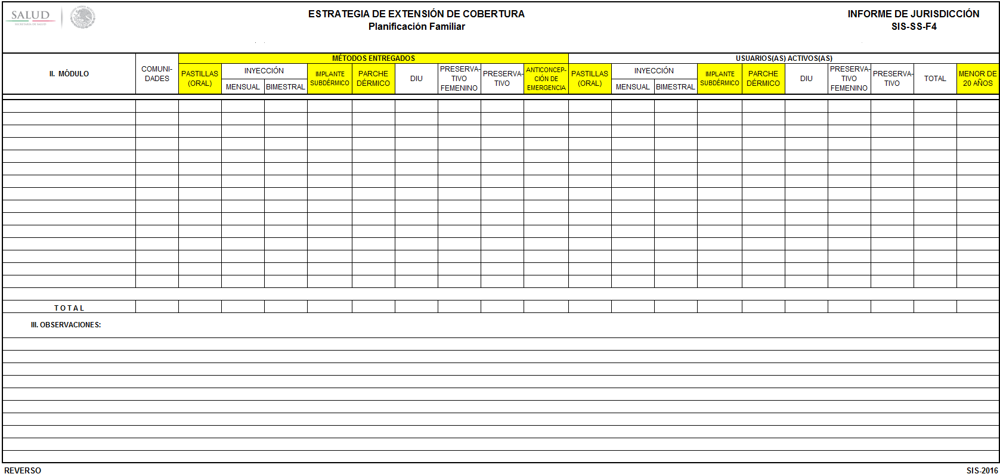 SALUD
SECRETARÍA DE SALUD
ESTRATEGIA DE EXTENSIÓN DE COBERTURA
Planificación Familiar
INFORME DE JURISDICCIÓN
SIS-SS-F4
II. MÓDULO
COMUNI-
DADES
MÉTODOS ENTREGADOS
PASTILLAS
(ORAL)
INYECCIÓN
MENSUAL
BIMESTRAL
IMPLANTE
SUBDÉRMICO
PARCHE
DÉRMICO
DIU
PRESERVA-
TIVO
FEMENINO
PRESERVA-
TIVO
ANTICONCEP-
CIÓN DE
EMERGENCIA
USUARIOS(AS) ACTIVOS(AS)
PASTILLAS
(ORAL)
INYECCIÓN
MENSUAL
BIMESTRAL
IMPLANTE
SUBDÉRMICO
PARCHE
DÉRMICO
DIU
PRESERVA-
TIVO
FEMENINO
PRESERVA-
TIVO
TOTAL
MENOR DE
20 AÑOS
T O T A L
III. OBSERVACIONES:
REVERSO
SIS-2016